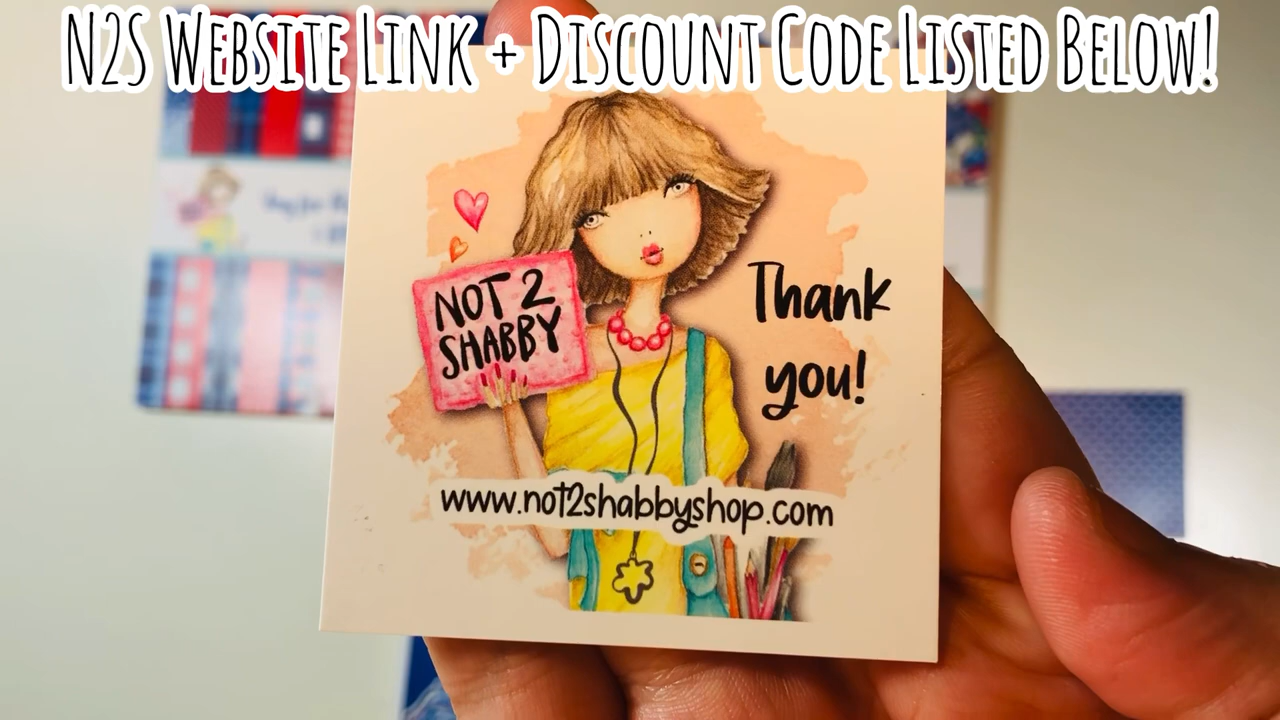 N2S Website Link + Discount Code Listed Below!
NOT 2
SHABBY
Thank
you!
www.not2shabbyshop.com